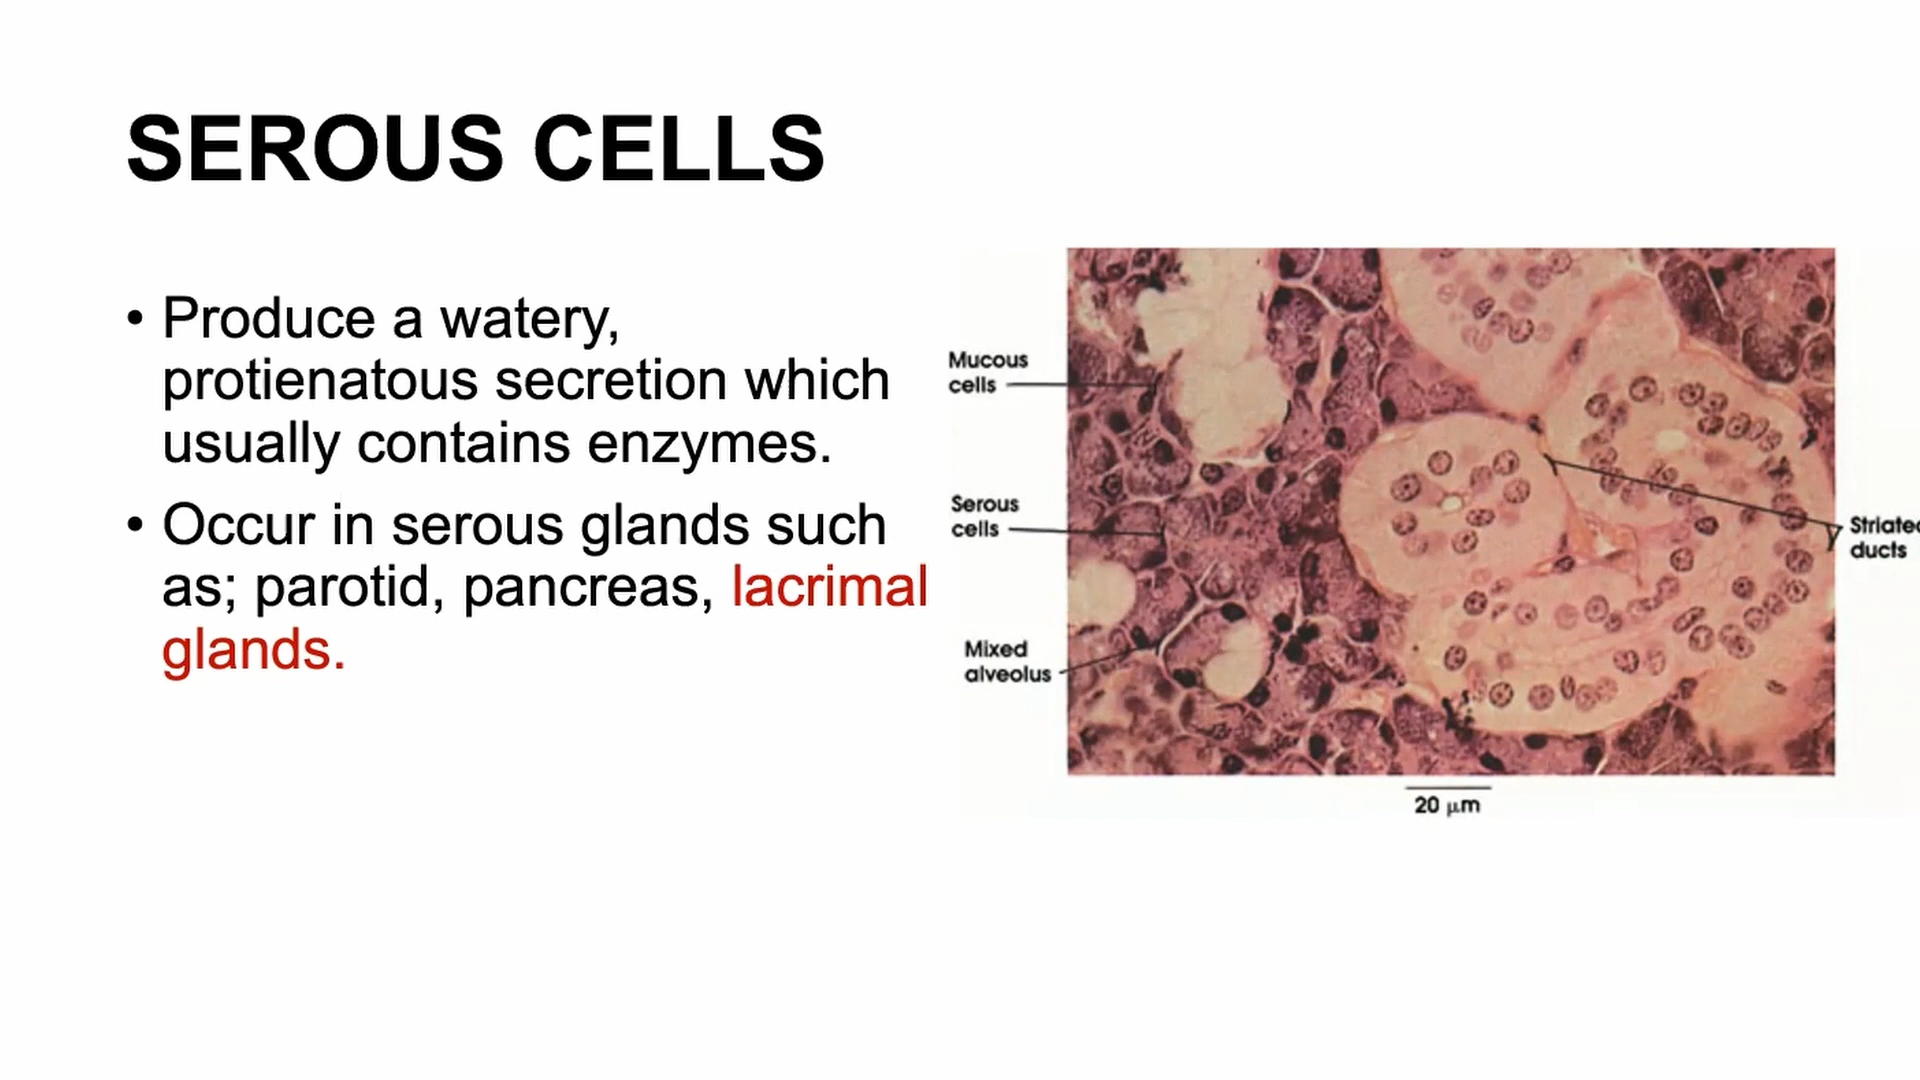 SEROUS CELLS
• Produce a watery,
protienatous secretion which
usually contains enzymes.
• Occur in serous glands such
as; parotid, pancreas, lacrimal
glands.
Mucous
cells
Serous
cells
Mixed
alveolus
Striated
ducts
20 μm